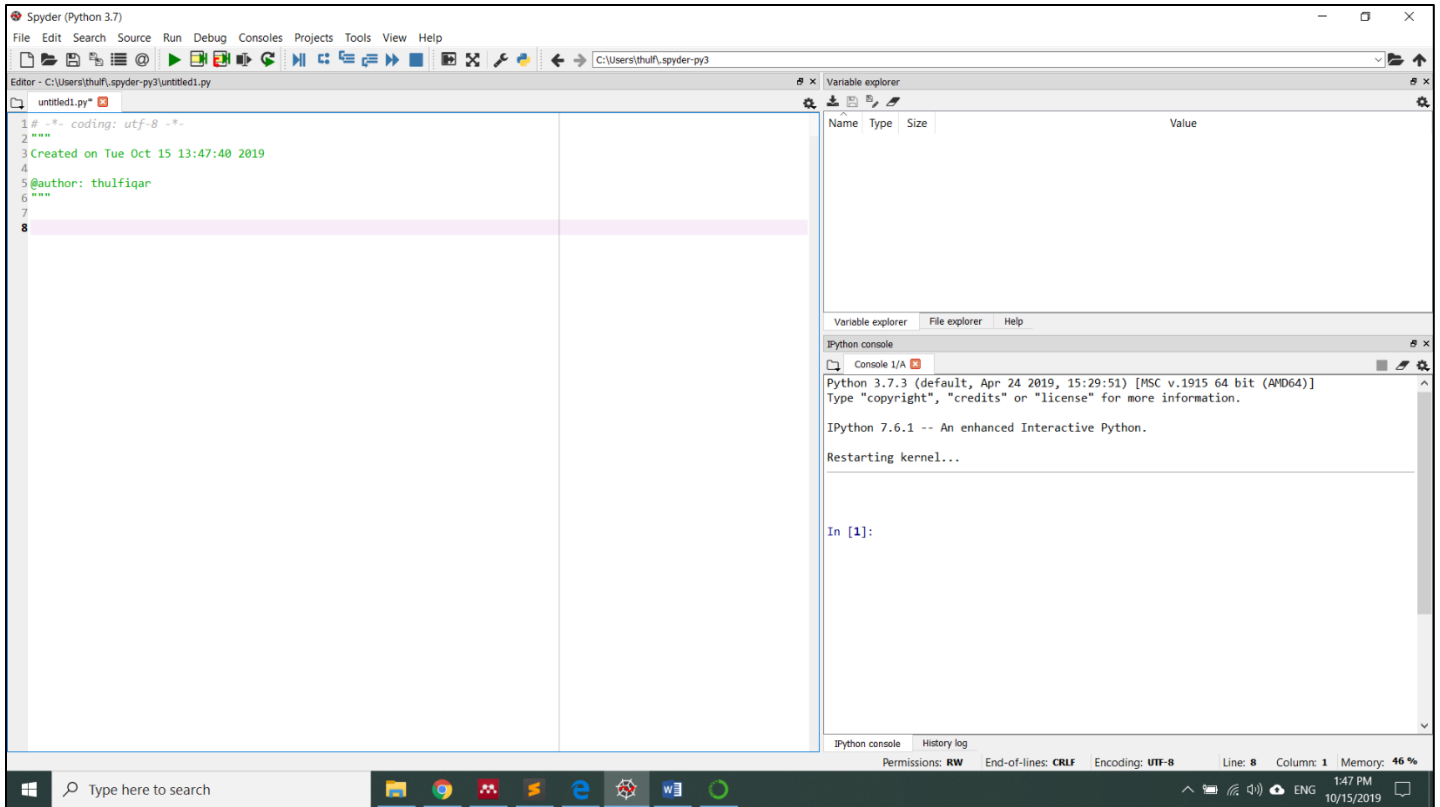 Spyder (Python 3.7)
File Edit Search Source Run Debug Consoles Projects Tools View Help
C:\Users\thulf\.spyder-py3
Editor - C:\Users\thulf\.spyder-py3\untitled1.py
untitled1.py*
1 # -*- coding: utf-8 -*-
2 """
3 Created on Tue Oct 15 13:47:40 2019
4
5 @author: thulfiqar
6 """
7
8
Variable explorer
Name Type Size Value
Variable explorer File explorer Help
IPython console
Console 1/A
Python 3.7.3 (default, Apr 24 2019, 15:29:51) [MSC v.1915 64 bit (AMD64)]
Type "copyright", "credits" or "license" for more information.
IPython 7.6.1 -- An enhanced Interactive Python.
Restarting kernel...
In [1]:
IPython console History log
Permissions: RW End-of-lines: CRLF Encoding: UTF-8 Line: 8 Column: 1 Memory: 46 %
Type here to search
ENG
1:47 PM
10/15/2019